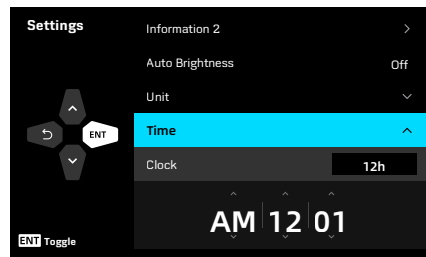 Settings
Information 2
Auto Brightness Off
Unit
ENT
Time
Clock 12h
AM 12 01
ENT Toggle